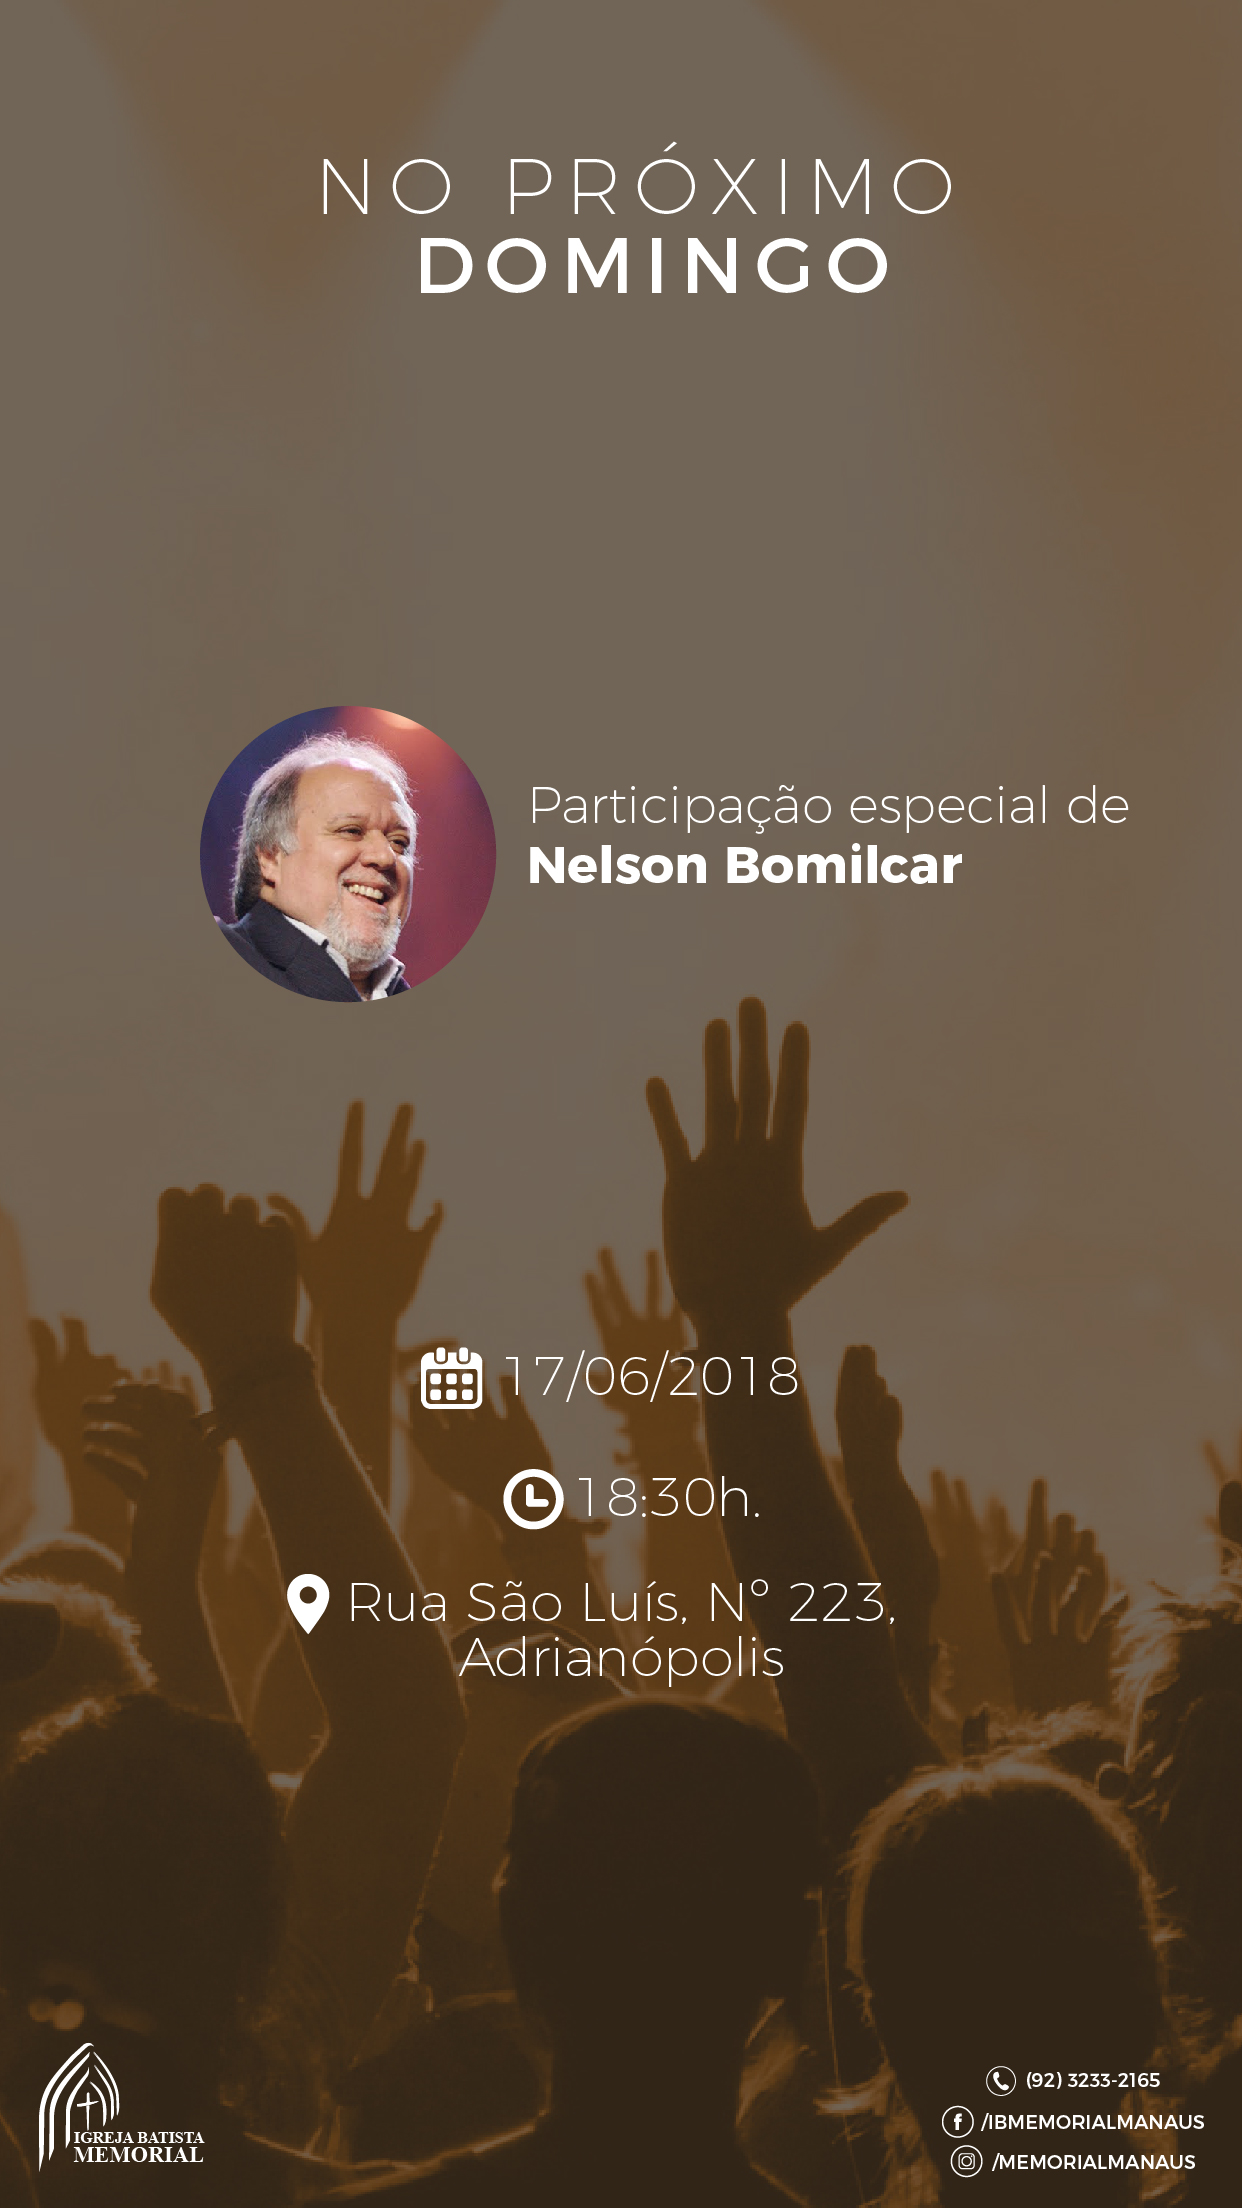 NO PRÓXIMO
DOMINGO
Participação especial de
Nelson Bomilcar
17/06/2018
18:30h.
Rua São Luís, Nº 223,
Adrianópolis
IGREJA BATISTA
MEMORIAL
(92) 3233-2165
/IBMEMORIALMANAUS
/MEMORIALMANAUS